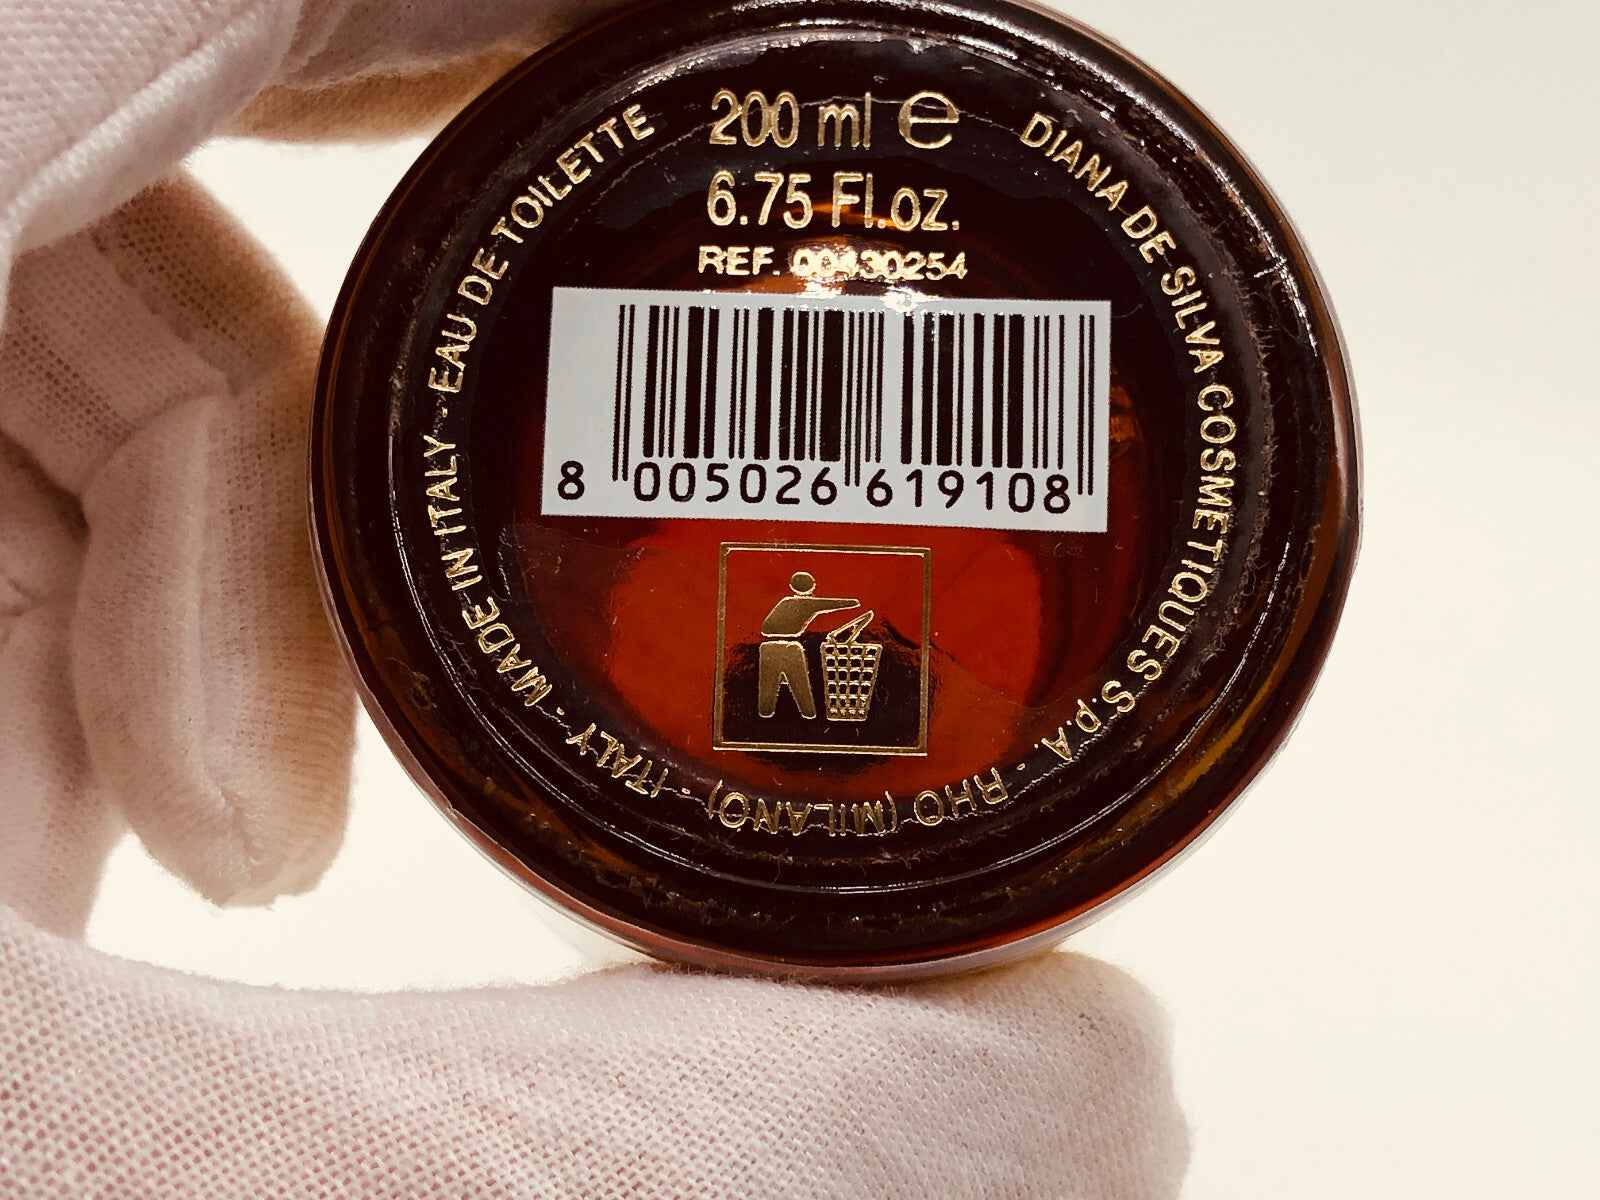 200 ml ℮
6.75 Fl.oz.
REF. 00430254
8 005026 619108
DIANA DE SILVA COSMETIQUES S.p.A. - RHO (MILANO) - ITALY - MADE IN ITALY - EAU DE TOILETTE